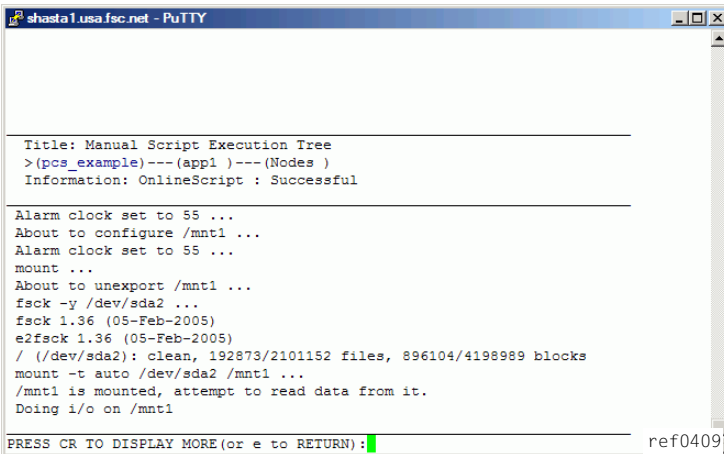 shasta1.usa.fsc.net - PuTTY
Title: Manual Script Execution Tree
>(pcs_example)---(app1 )---(Nodes )
Information: OnlineScript : Successful
Alarm clock set to 55 ...
About to configure /mnt1 ...
Alarm clock set to 55 ...
mount ...
About to unexport /mnt1 ...
fsck -y /dev/sda2 ...
fsck 1.36 (05-Feb-2005)
e2fsck 1.36 (05-Feb-2005)
/ (/dev/sda2): clean, 192873/2101152 files, 896104/4198989 blocks
mount -t auto /dev/sda2 /mnt1 ...
/mnt1 is mounted, attempt to read data from it.
Doing i/o on /mnt1
PRESS CR TO DISPLAY MORE(or e to RETURN):
ref0409